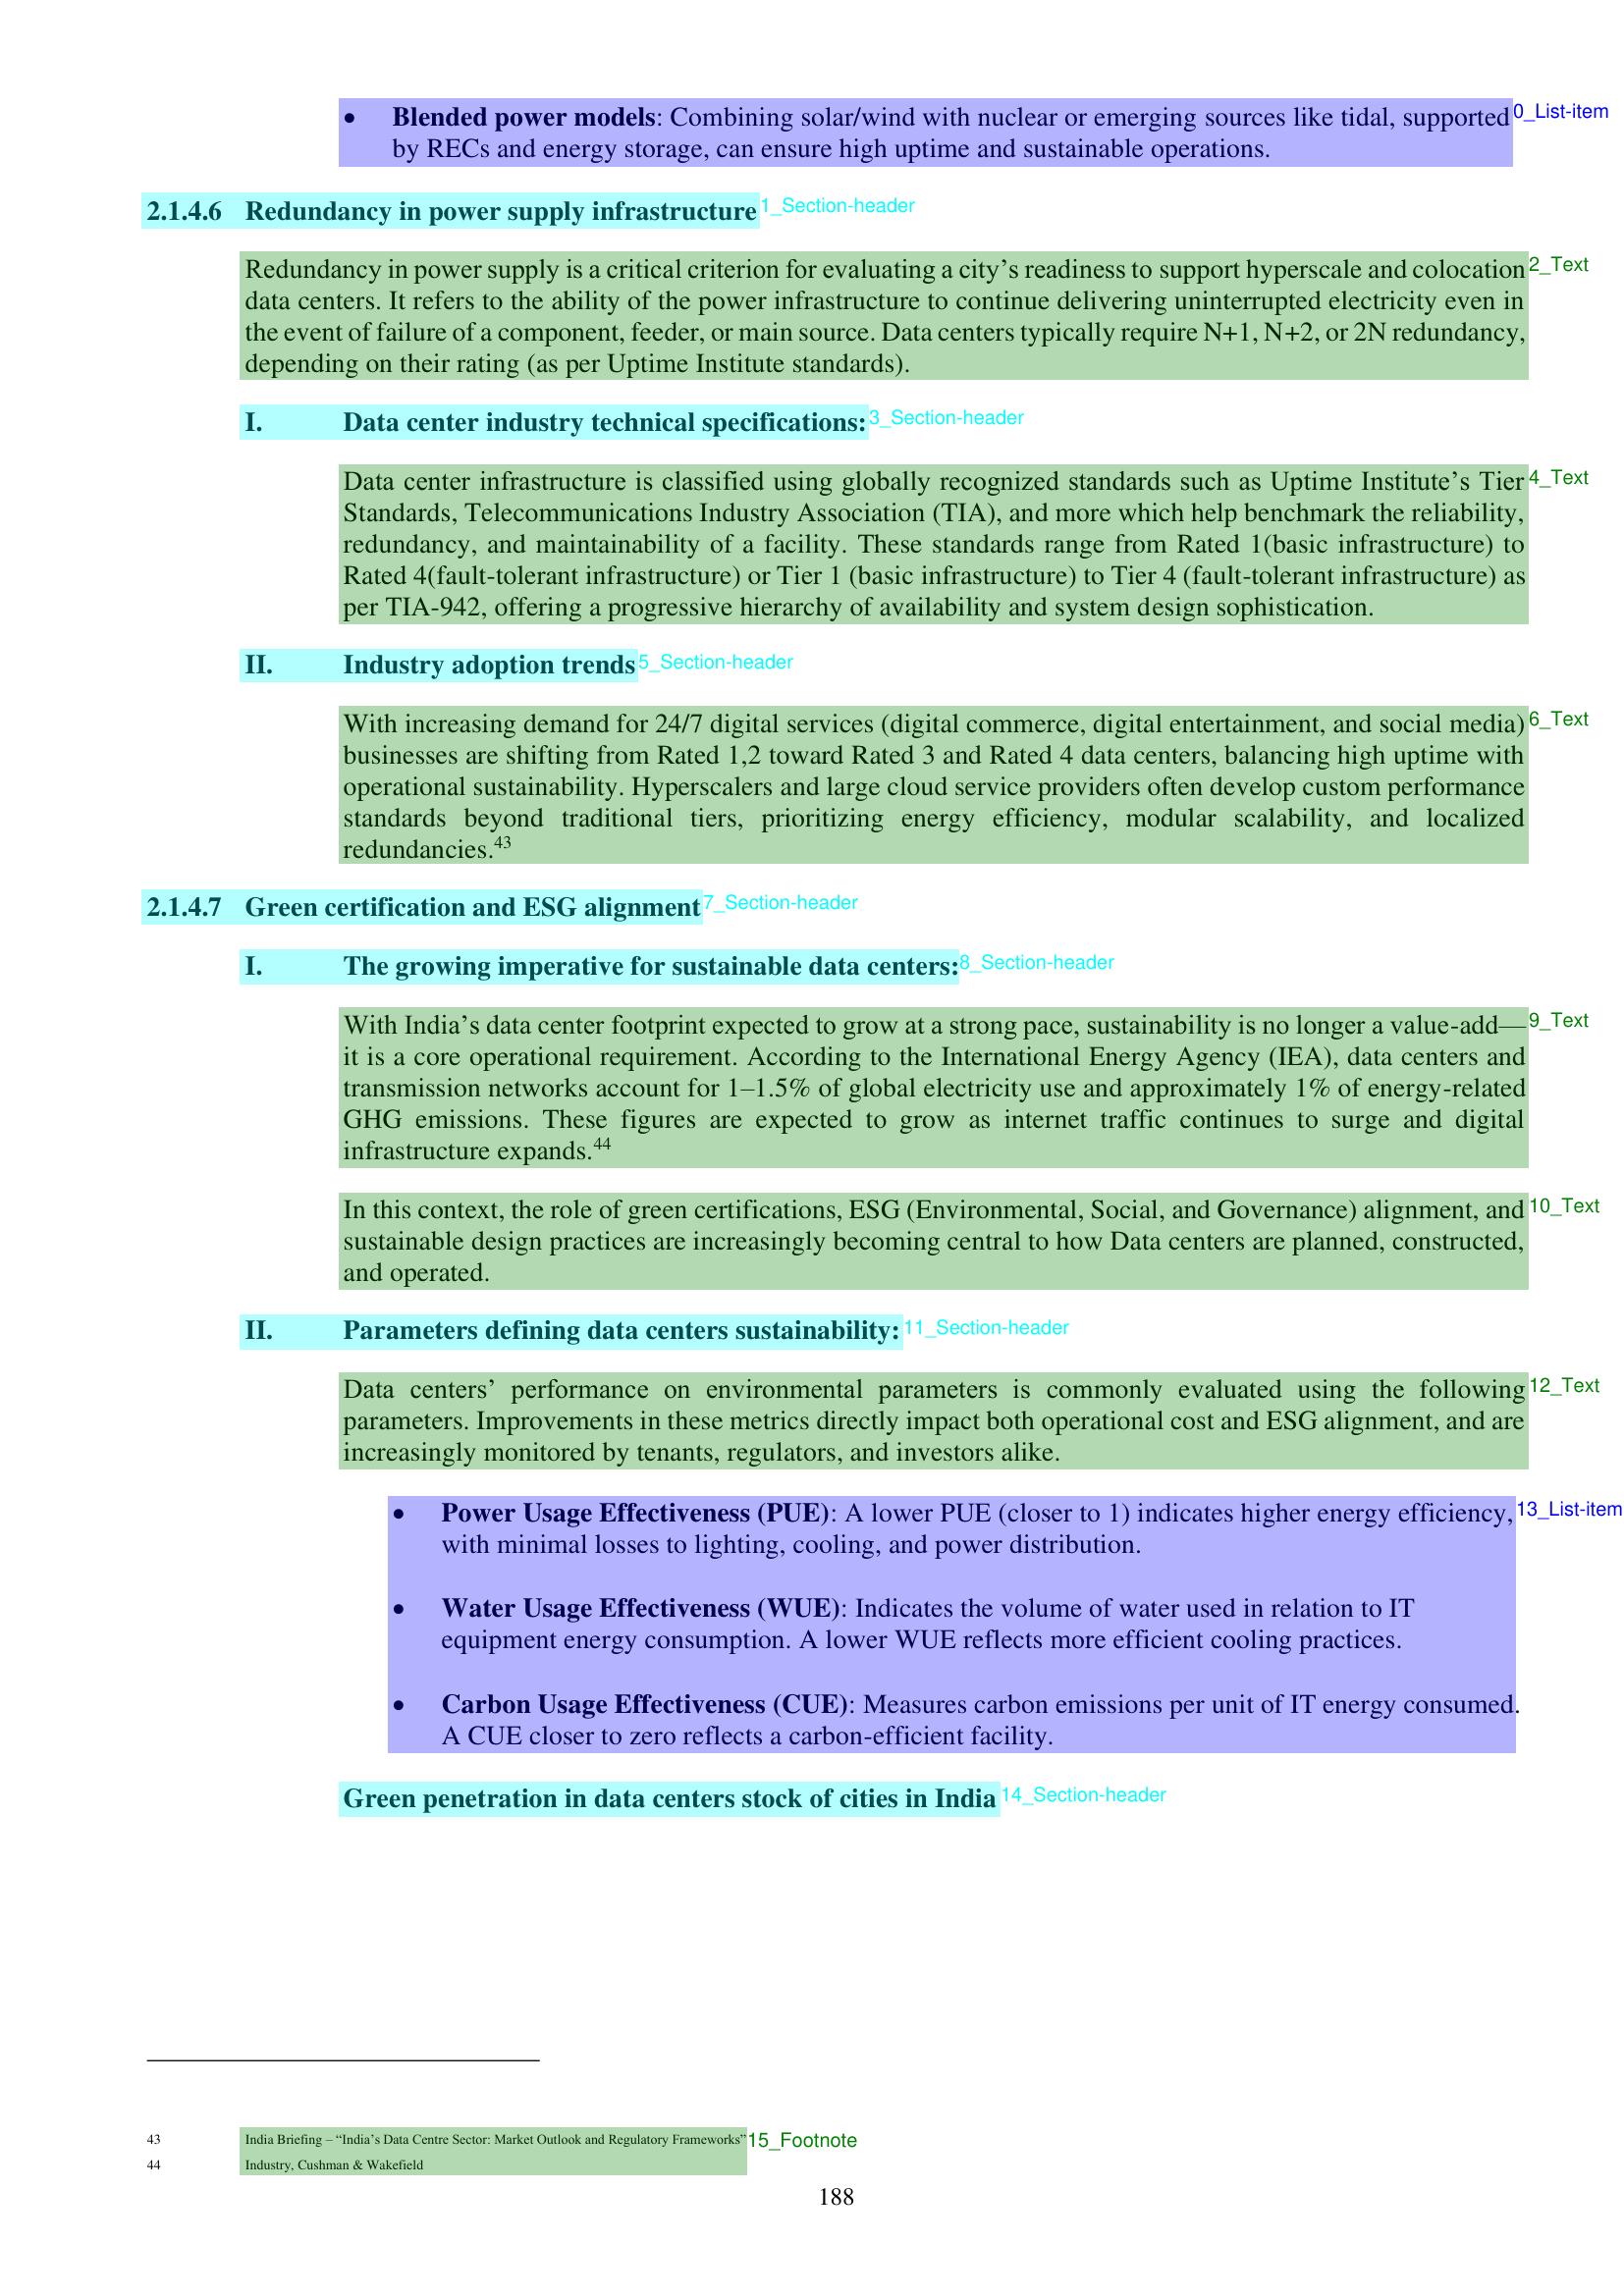 • Blended power models: Combining solar/wind with nuclear or emerging sources like tidal, supported 0_List-item
by RECs and energy storage, can ensure high uptime and sustainable operations.
2.1.4.6 Redundancy in power supply infrastructure 1_Section-header
Redundancy in power supply is a critical criterion for evaluating a city’s readiness to support hyperscale and colocation 2_Text
data centers. It refers to the ability of the power infrastructure to continue delivering uninterrupted electricity even in
the event of failure of a component, feeder, or main source. Data centers typically require N+1, N+2, or 2N redundancy,
depending on their rating (as per Uptime Institute standards).
I. Data center industry technical specifications: 3_Section-header
Data center infrastructure is classified using globally recognized standards such as Uptime Institute’s Tier 4_Text
Standards, Telecommunications Industry Association (TIA), and more which help benchmark the reliability,
redundancy, and maintainability of a facility. These standards range from Rated 1(basic infrastructure) to
Rated 4(fault-tolerant infrastructure) or Tier 1 (basic infrastructure) to Tier 4 (fault-tolerant infrastructure) as
per TIA-942, offering a progressive hierarchy of availability and system design sophistication.
II. Industry adoption trends 5_Section-header
With increasing demand for 24/7 digital services (digital commerce, digital entertainment, and social media) 6_Text
businesses are shifting from Rated 1,2 toward Rated 3 and Rated 4 data centers, balancing high uptime with
operational sustainability. Hyperscalers and large cloud service providers often develop custom performance
standards beyond traditional tiers, prioritizing energy efficiency, modular scalability, and localized
redundancies.43
2.1.4.7 Green certification and ESG alignment 7_Section-header
I. The growing imperative for sustainable data centers: 8_Section-header
With India’s data center footprint expected to grow at a strong pace, sustainability is no longer a value-add— 9_Text
it is a core operational requirement. According to the International Energy Agency (IEA), data centers and
transmission networks account for 1–1.5% of global electricity use and approximately 1% of energy-related
GHG emissions. These figures are expected to grow as internet traffic continues to surge and digital
infrastructure expands.44
In this context, the role of green certifications, ESG (Environmental, Social, and Governance) alignment, and 10_Text
sustainable design practices are increasingly becoming central to how Data centers are planned, constructed,
and operated.
II. Parameters defining data centers sustainability: 11_Section-header
Data centers’ performance on environmental parameters is commonly evaluated using the following 12_Text
parameters. Improvements in these metrics directly impact both operational cost and ESG alignment, and are
increasingly monitored by tenants, regulators, and investors alike.
• Power Usage Effectiveness (PUE): A lower PUE (closer to 1) indicates higher energy efficiency, 13_List-item
with minimal losses to lighting, cooling, and power distribution.
• Water Usage Effectiveness (WUE): Indicates the volume of water used in relation to IT
equipment energy consumption. A lower WUE reflects more efficient cooling practices.
• Carbon Usage Effectiveness (CUE): Measures carbon emissions per unit of IT energy consumed.
A CUE closer to zero reflects a carbon-efficient facility.
Green penetration in data centers stock of cities in India 14_Section-header
43 India Briefing – “India’s Data Centre Sector: Market Outlook and Regulatory Frameworks” 15_Footnote
44 Industry, Cushman & Wakefield
188